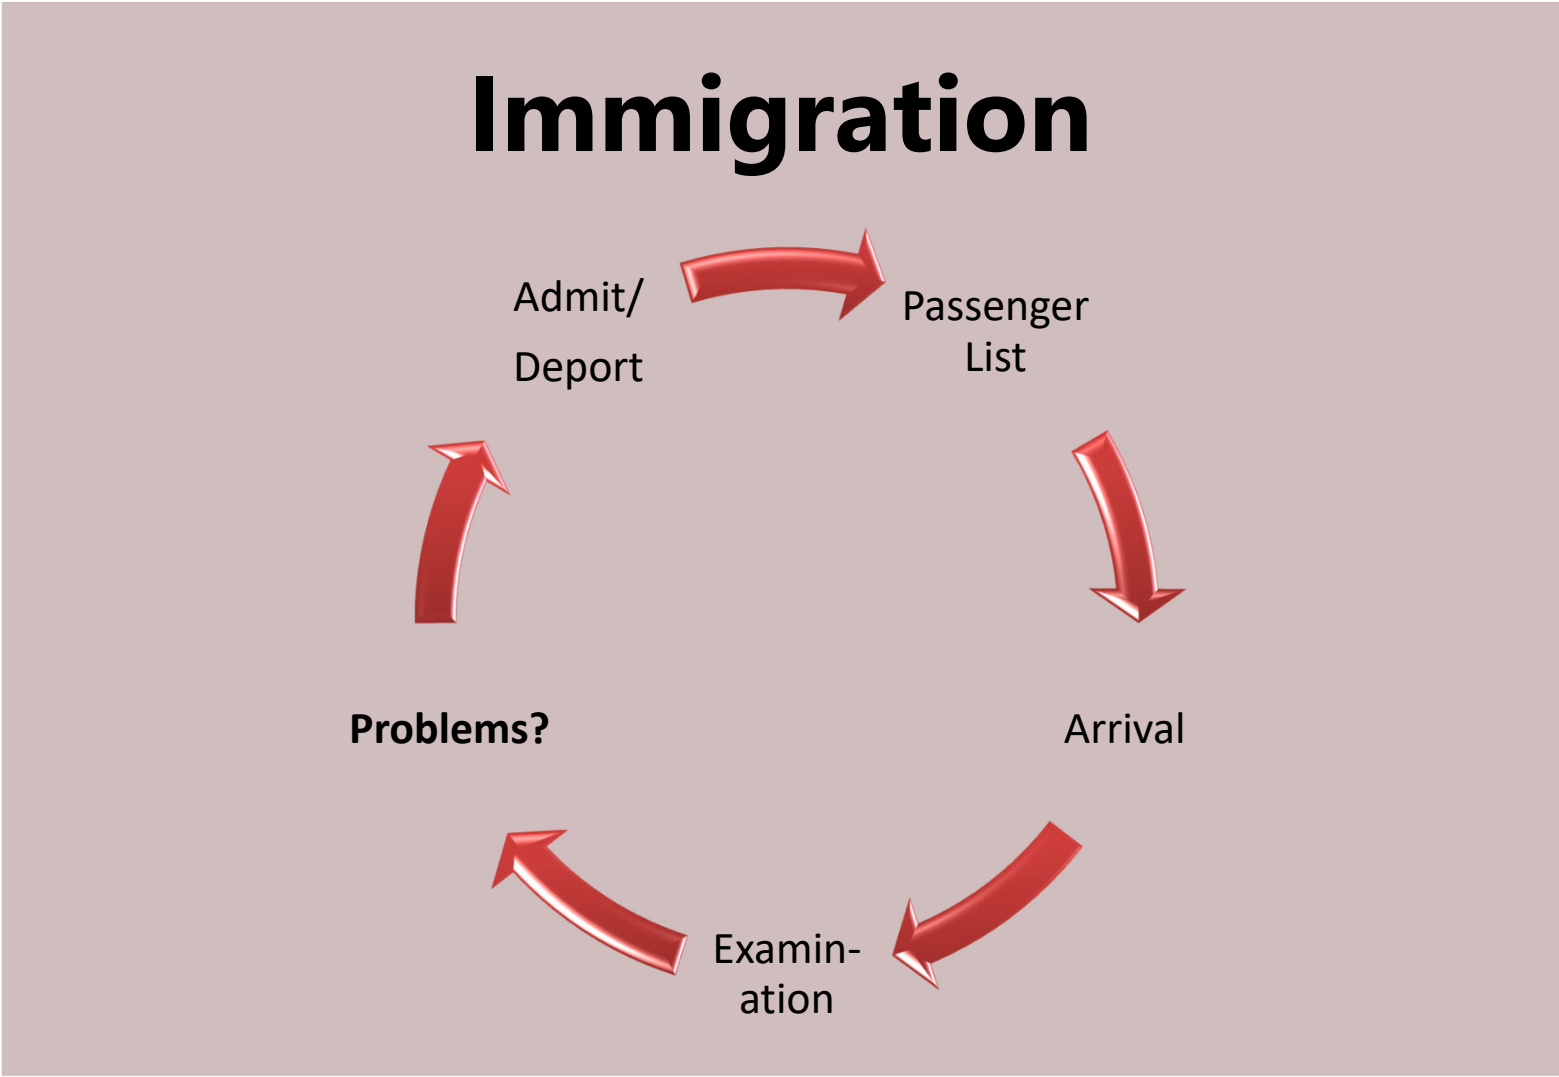 Immigration
Admit/
Deport
Passenger
List
Arrival
Examin-
ation
Problems?